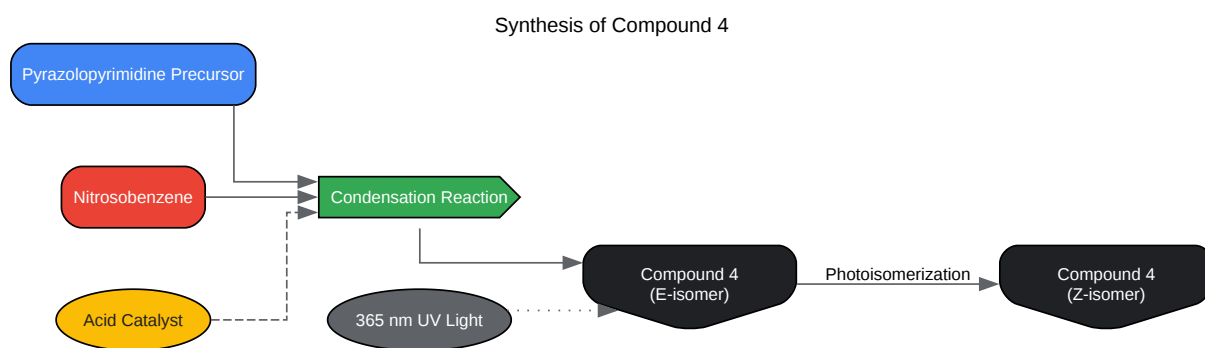 Synthesis of Compound 4
Pyrazolopyrimidine Precursor
Nitrosobenzene
Condensation Reaction
Acid Catalyst
365 nm UV Light
Compound 4
(E-isomer)
Photoisomerization
Compound 4
(Z-isomer)